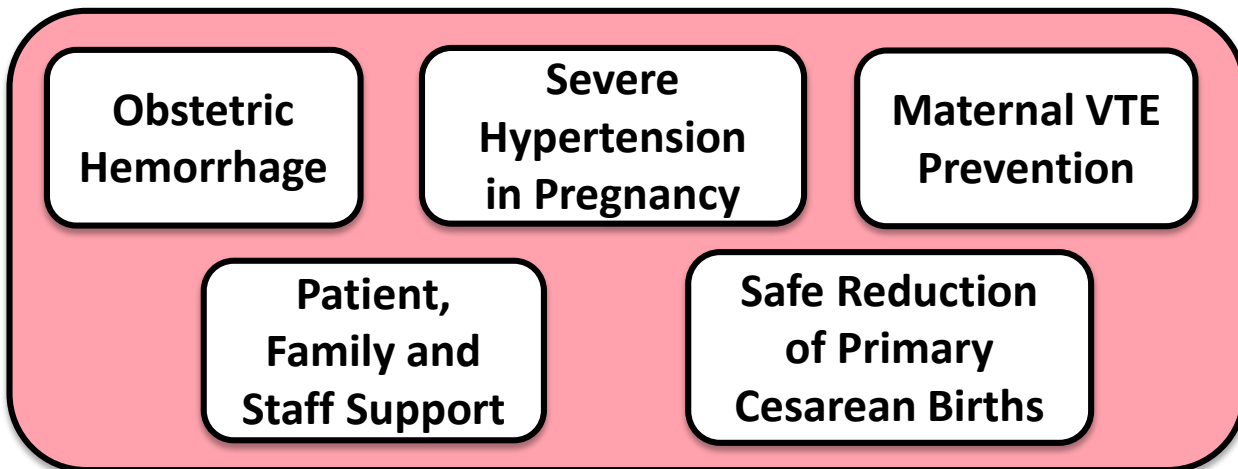 Obstetric
Hemorrhage
Severe
Hypertension
in Pregnancy
Maternal VTE
Prevention
Patient,
Family and
Staff Support
Safe Reduction
of Primary
Cesarean Births